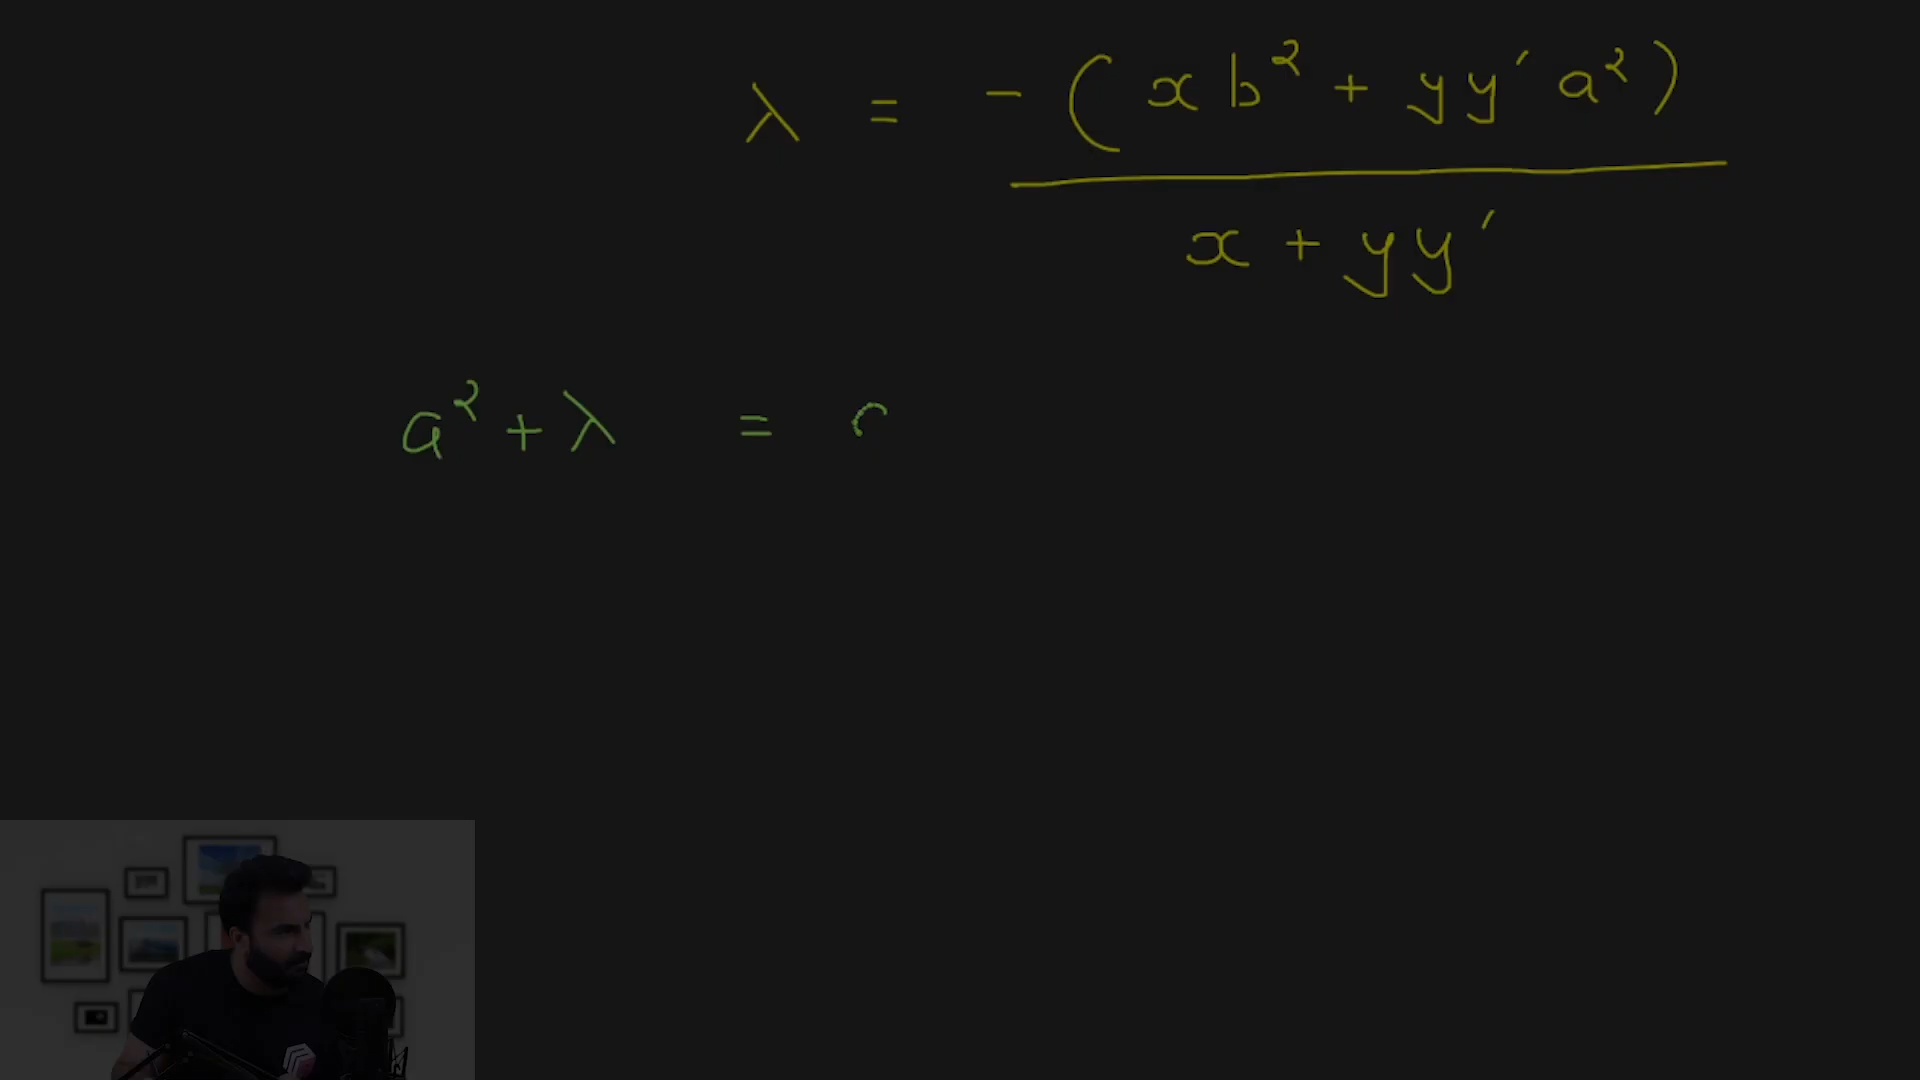 λ = - ( x b² + y y′ a² )
x + y y′
a² + λ =